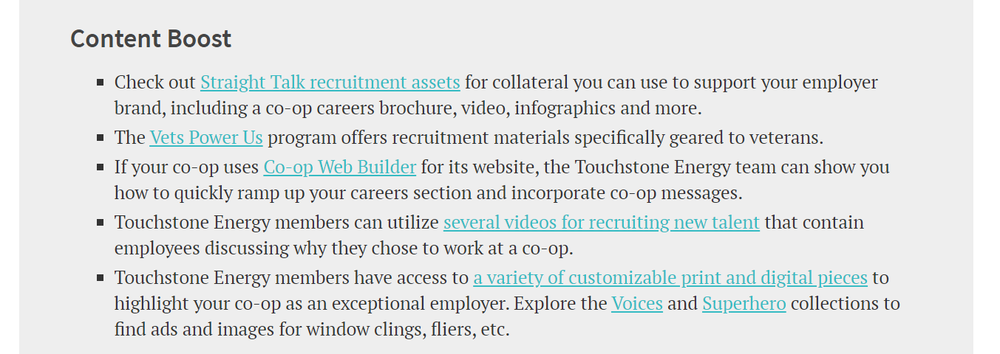 Content Boost
Check out Straight Talk recruitment assets for collateral you can use to support your employer
brand, including a co-op careers brochure, video, infographics and more.
The Vets Power Us program offers recruitment materials specifically geared to veterans.
If your co-op uses Co-op Web Builder for its website, the Touchstone Energy team can show you
how to quickly ramp up your careers section and incorporate co-op messages.
Touchstone Energy members can utilize several videos for recruiting new talent that contain
employees discussing why they chose to work at a co-op.
Touchstone Energy members have access to a variety of customizable print and digital pieces to
highlight your co-op as an exceptional employer. Explore the Voices and Superhero collections to
find ads and images for window clings, fliers, etc.